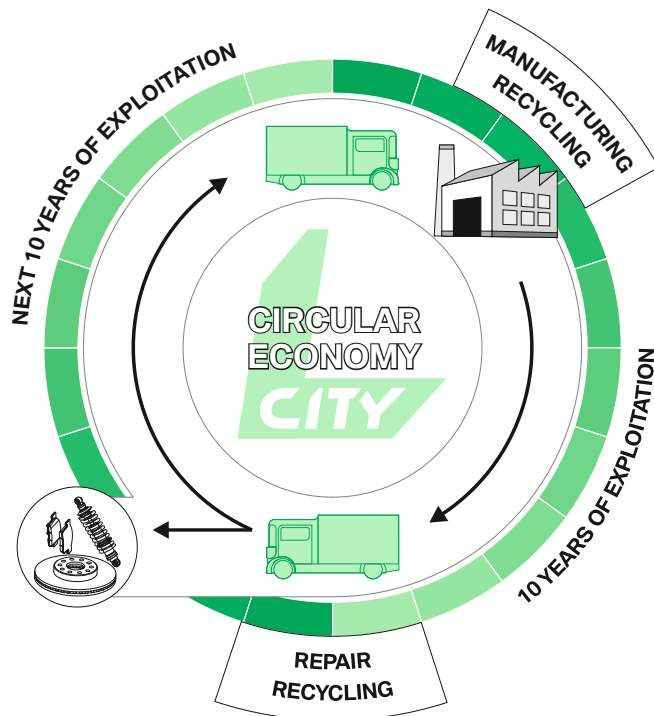 MANUFACTURING
RECYCLING
NEXT 10 YEARS OF EXPLOITATION
CIRCULAR
ECONOMY
CITY
10 YEARS OF EXPLOITATION
REPAIR
RECYCLING